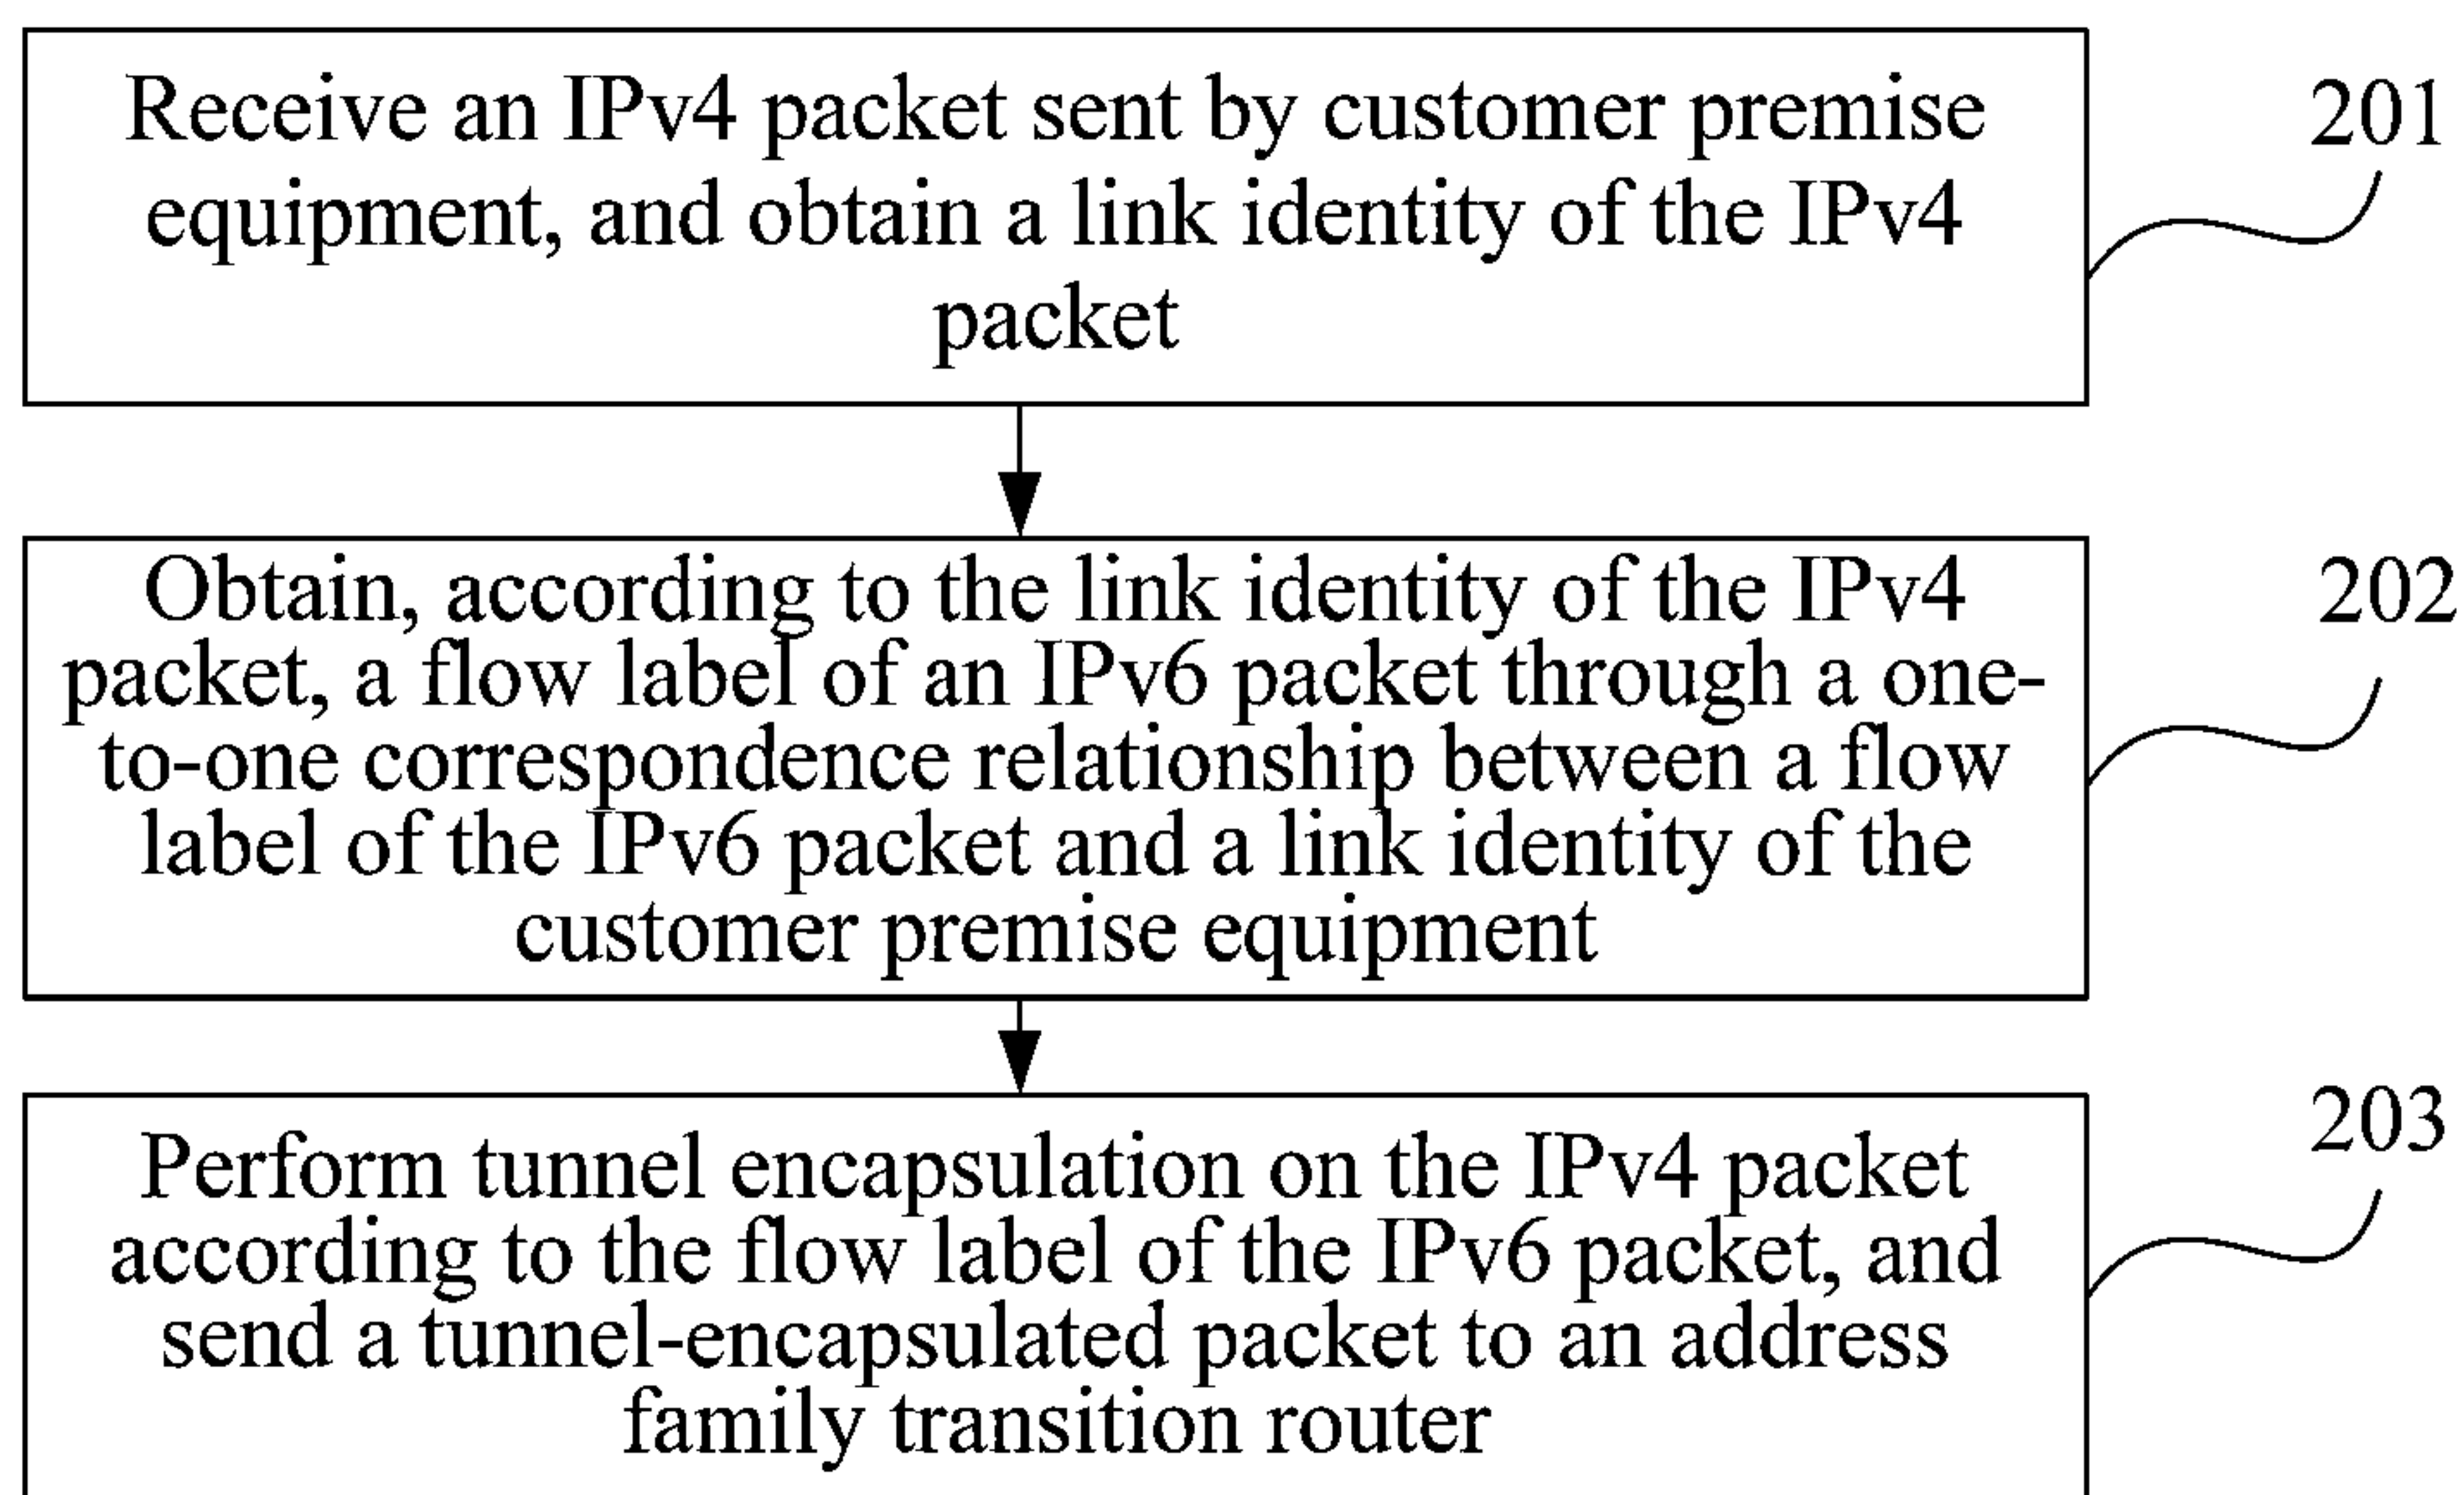 Receive an IPv4 packet sent by customer premise
equipment, and obtain a link identity of the IPv4
packet
201
Obtain, according to the link identity of the IPv4
packet, a flow label of an IPv6 packet through a one-
to-one correspondence relationship between a flow
label of the IPv6 packet and a link identity of the
customer premise equipment
202
Perform tunnel encapsulation on the IPv4 packet
according to the flow label of the IPv6 packet, and
send a tunnel-encapsulated packet to an address
family transition router
203